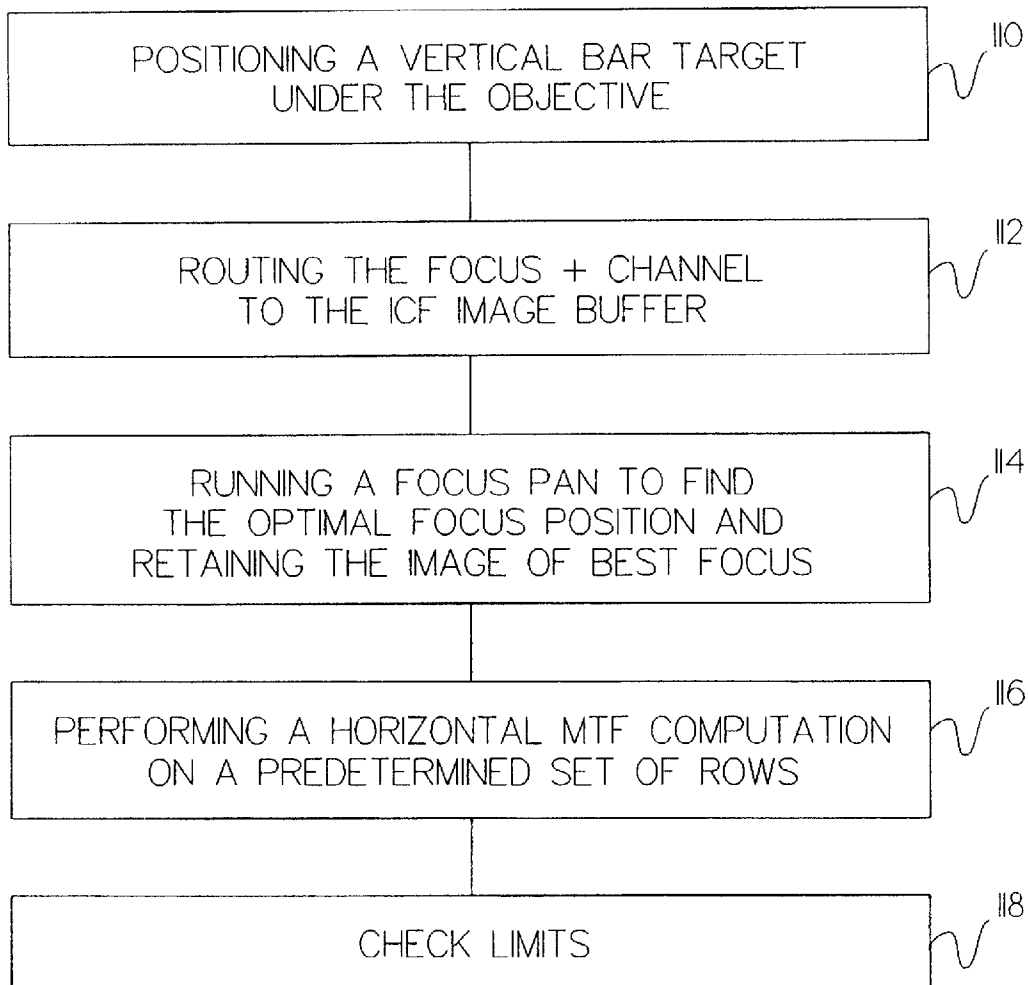 POSITIONING A VERTICAL BAR TARGET
UNDER THE OBJECTIVE
110
ROUTING THE FOCUS + CHANNEL
TO THE ICF IMAGE BUFFER
112
RUNNING A FOCUS PAN TO FIND
THE OPTIMAL FOCUS POSITION AND
RETAINING THE IMAGE OF BEST FOCUS
114
PERFORMING A HORIZONTAL MTF COMPUTATION
ON A PREDETERMINED SET OF ROWS
116
CHECK LIMITS
118